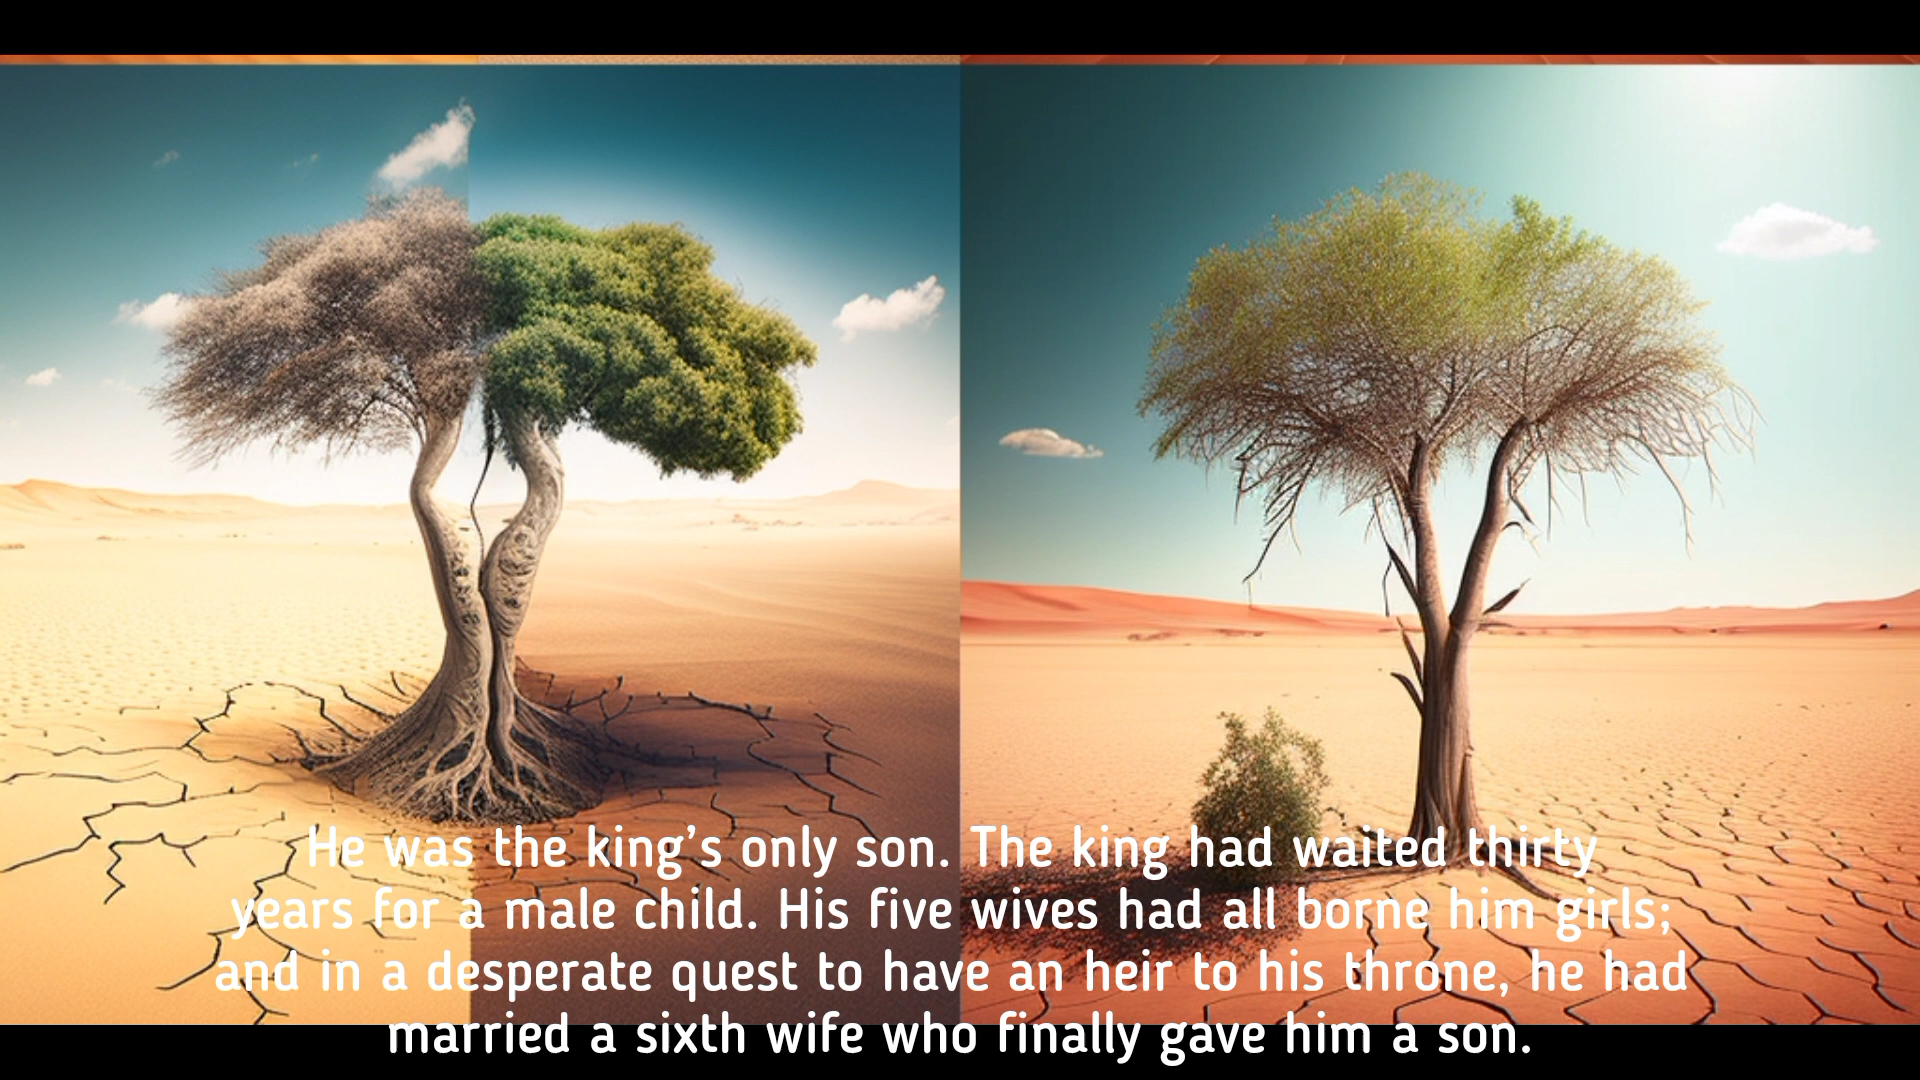 He was the king’s only son. The king had waited thirty
years for a male child. His five wives had all borne him girls;
and in a desperate quest to have an heir to his throne, he had
married a sixth wife who finally gave him a son.